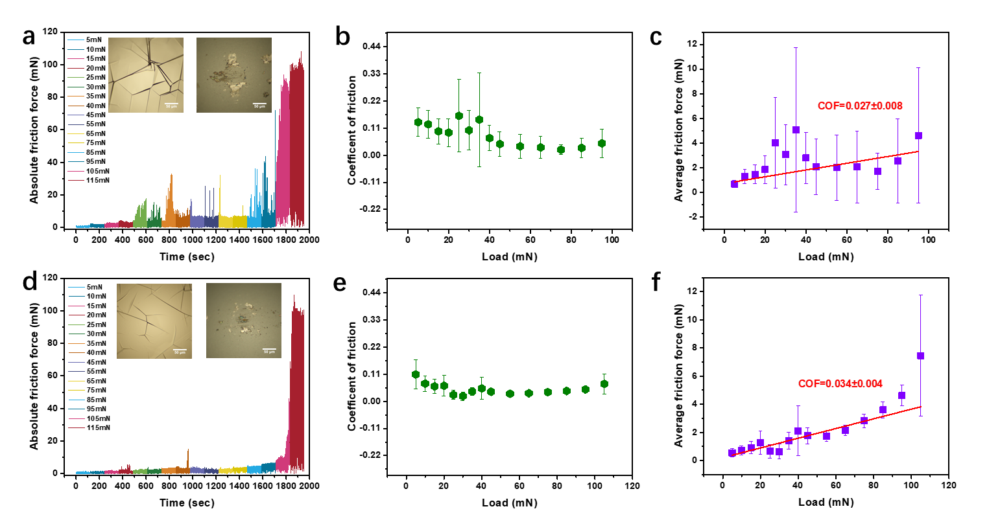 a
120
100
80
60
40
20
0
Absolute friction force (mN)
5mN
10mN
15mN
20mN
25mN
30mN
35mN
40mN
45mN
55mN
65mN
75mN
85mN
95mN
105mN
115mN
50 μm
50 μm
0 200 400 600 800 1000 1200 1400 1600 1800 2000
Time (sec)
b
0.44
0.33
0.22
0.11
0.00
-0.11
-0.22
Coefficent of friction
0 20 40 60 80 100
Load (mN)
c
12
10
8
6
4
2
0
-2
Average friction force (mN)
COF=0.027±0.008
0 20 40 60 80 100
Load (mN)
d
120
100
80
60
40
20
0
Absolute friction force (mN)
5mN
10mN
15mN
20mN
25mN
30mN
35mN
40mN
45mN
55mN
65mN
75mN
85mN
95mN
105mN
115mN
50 μm
50 μm
0 200 400 600 800 1000 1200 1400 1600 1800 2000
Time (sec)
e
0.44
0.33
0.22
0.11
0.00
-0.11
-0.22
Coefficent of friction
0 20 40 60 80 100 120
Load (mN)
f
12
10
8
6
4
2
0
Average friction force (mN)
COF=0.034±0.004
0 20 40 60 80 100 120
Load (mN)